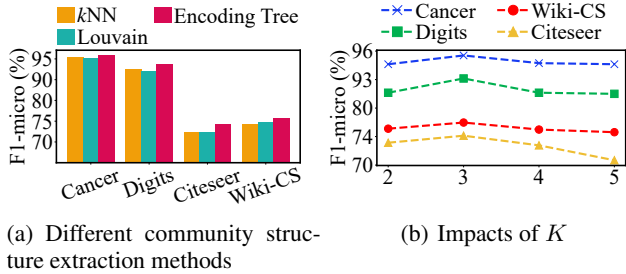 kNN
Louvain
Encoding Tree
F1-micro (%)
95
90
80
75
70
Cancer
Digits
Citeseer
Wiki-CS
(a) Different community struc-
ture extraction methods
Cancer
Digits
Wiki-CS
Citeseer
F1-micro (%)
96
90
80
74
70
2
3
4
5
(b) Impacts of K